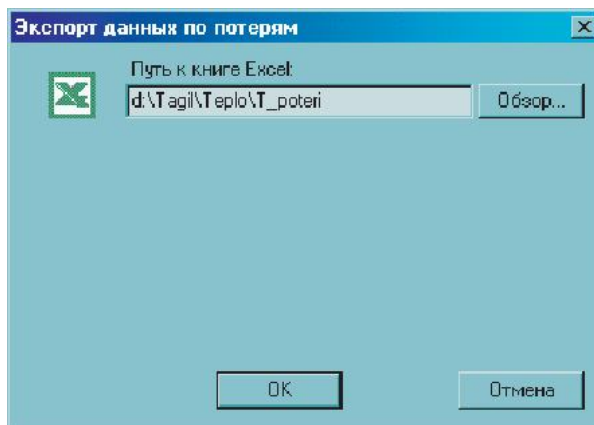 Экспорт данных по потерям
Путь к книге Excel:
d:\Tagil\Teplo\T_poteri
Обзор...
OK
Отмена